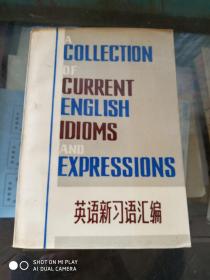 A
COLLECTION
OF
CURRENT
ENGLISH
IDIOMS
AND
EXPRESSIONS
英语新习语汇编
SHOT ON MI PLAY
AI DUAL CAMERA